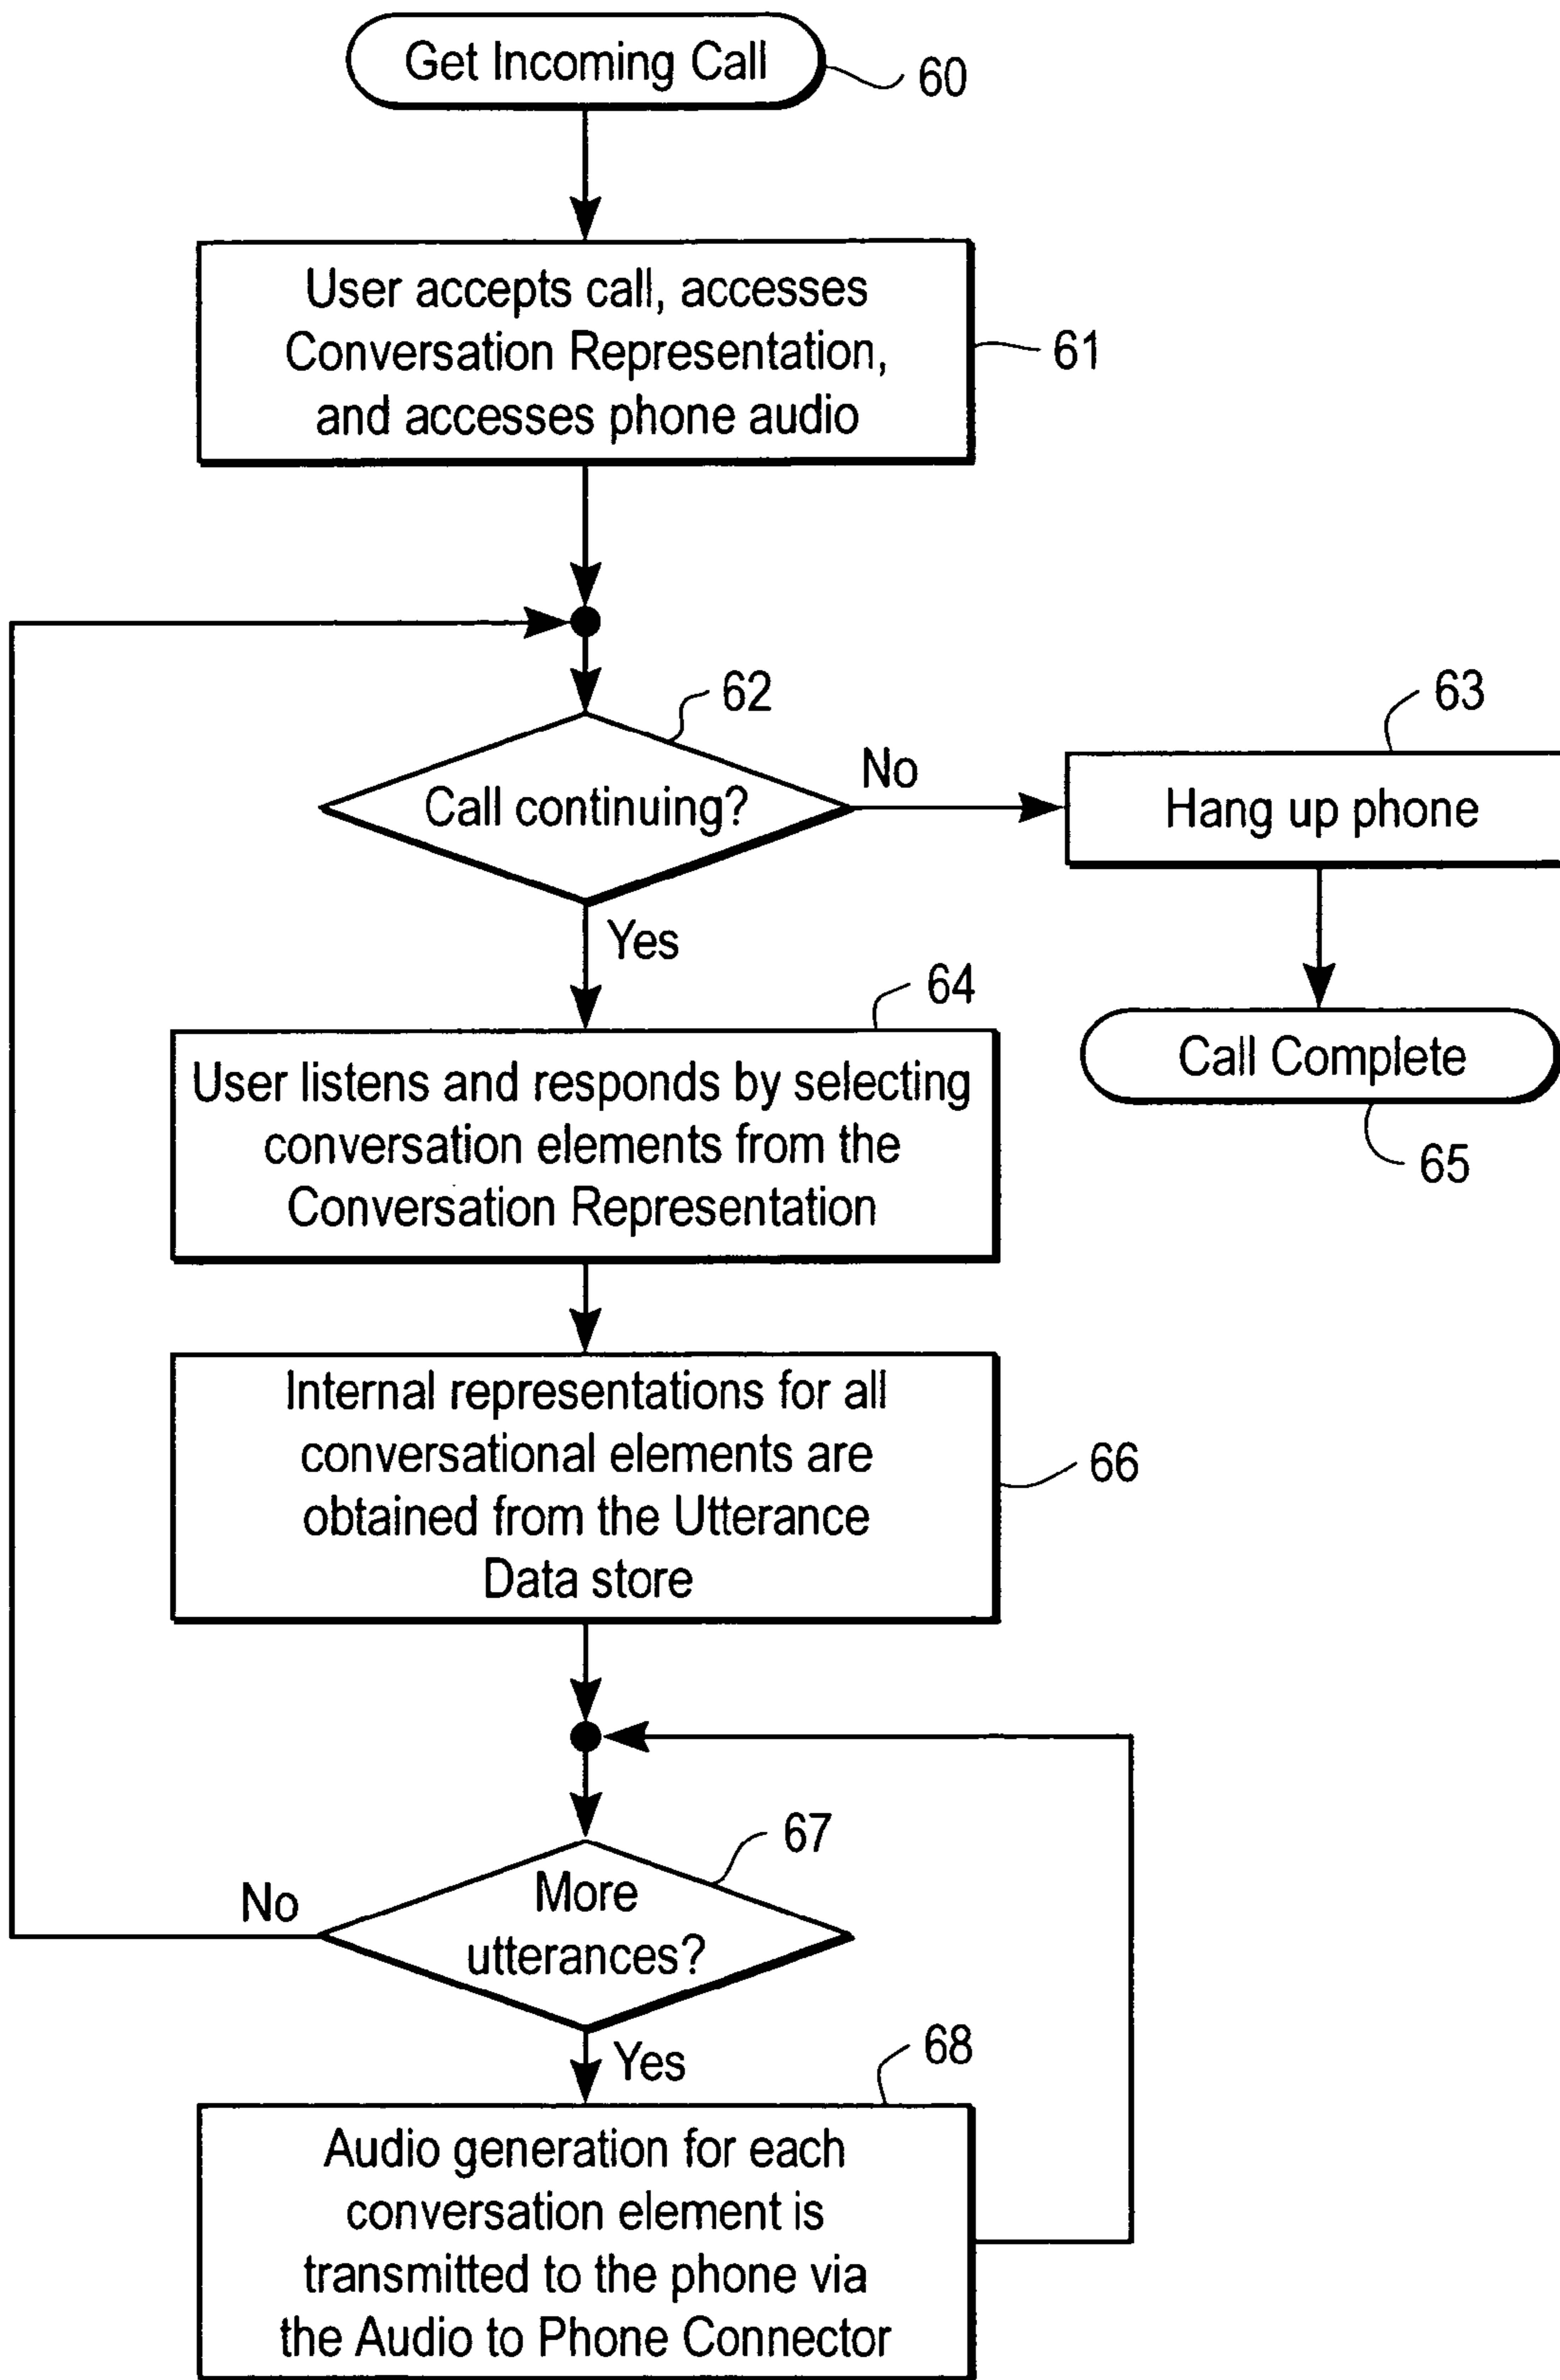 Get Incoming Call
60
User accepts call, accesses
Conversation Representation,
and accesses phone audio
61
62
Call continuing?
No
63
Hang up phone
Yes
Call Complete
65
64
User listens and responds by selecting
conversation elements from the
Conversation Representation
Internal representations for all
conversational elements are
obtained from the Utterance
Data store
66
67
More
utterances?
No
Yes
68
Audio generation for each
conversation element is
transmitted to the phone via
the Audio to Phone Connector